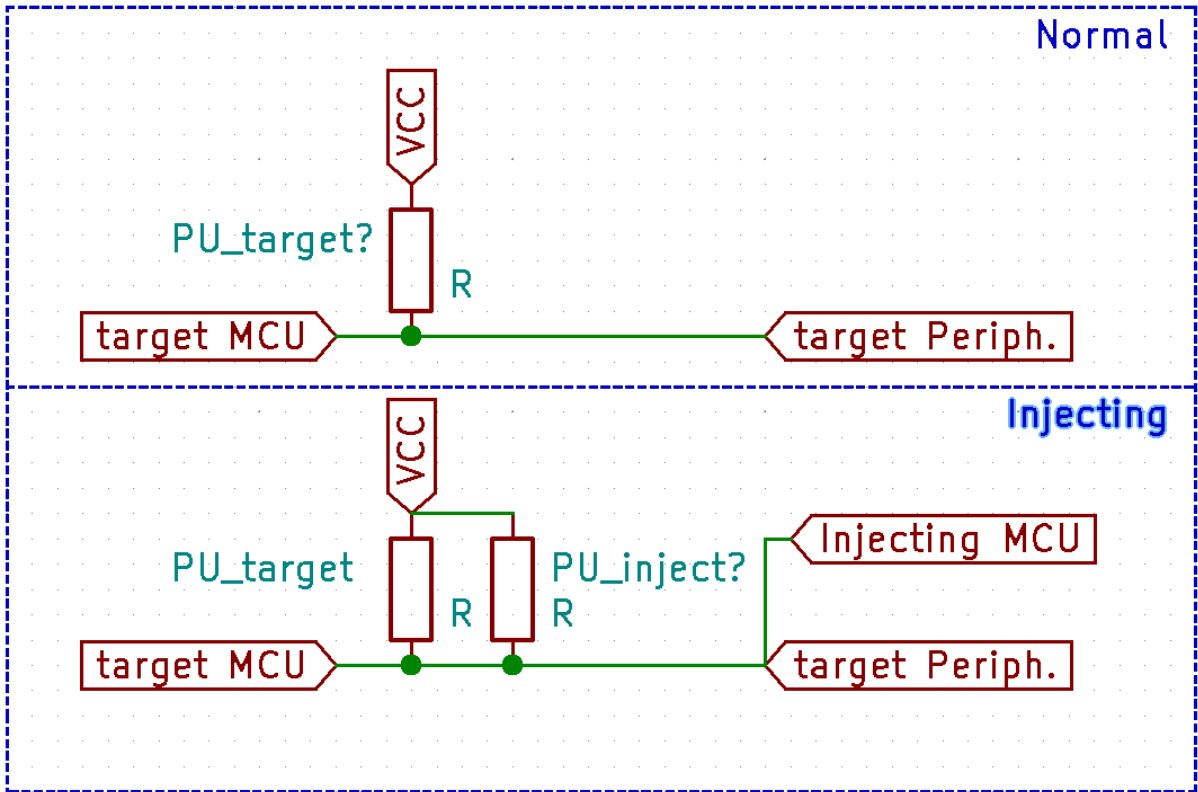 Normal
VCC
PU_target?
R
target MCU
target Periph.
Injecting
VCC
Injecting MCU
PU_target
PU_inject?
R
R
target MCU
target Periph.